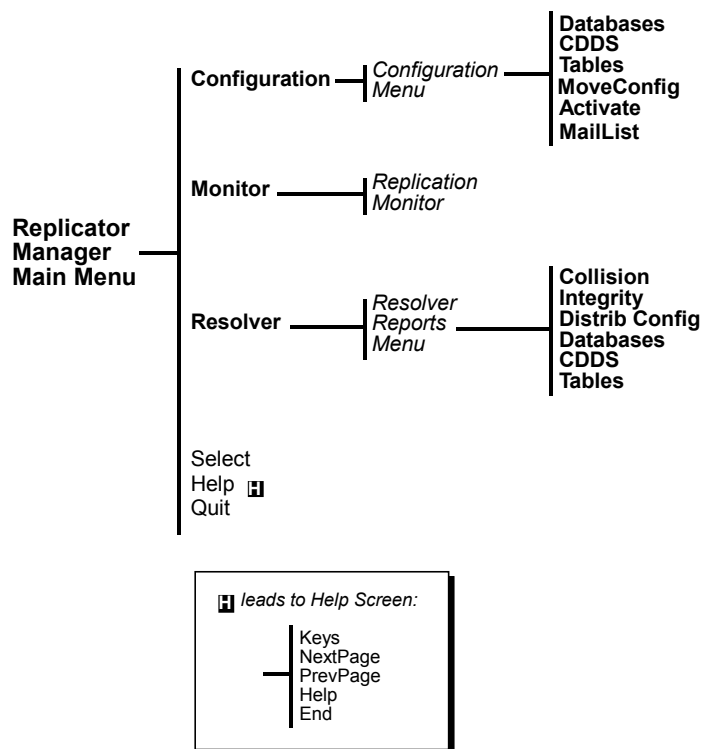 Replicator
Manager
Main Menu
Configuration
Configuration
Menu
Databases
CDDS
Tables
MoveConfig
Activate
MailList
Monitor
Replication
Monitor
Resolver
Resolver
Reports
Menu
Collision
Integrity
Distrib Config
Databases
CDDS
Tables
Select
Help H
Quit
H leads to Help Screen:
Keys
NextPage
PrevPage
Help
End